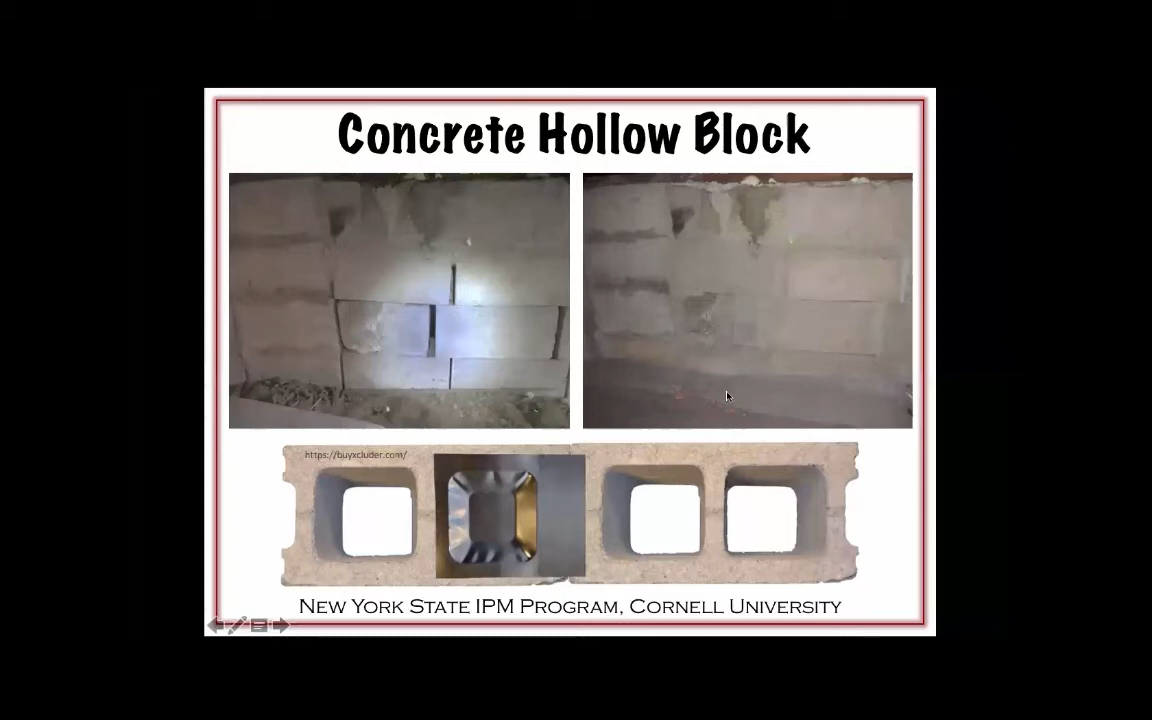 Concrete Hollow Block
https://buyxcluder.com/
New York State IPM Program, Cornell University